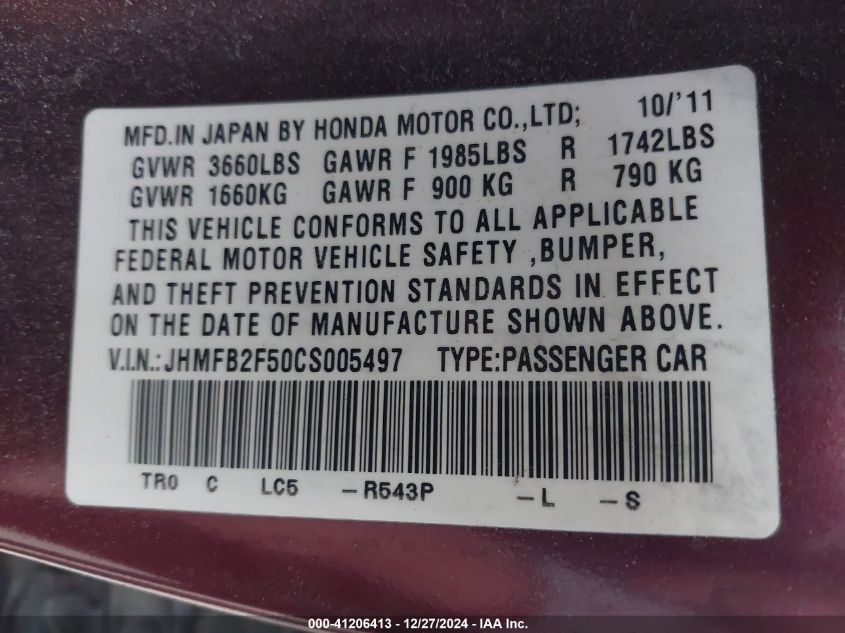 MFD.IN JAPAN BY HONDA MOTOR CO.,LTD; 10/'11
GVWR 3660LBS GAWR F 1985LBS R 1742LBS
GVWR 1660KG GAWR F 900 KG R 790 KG
THIS VEHICLE CONFORMS TO ALL APPLICABLE
FEDERAL MOTOR VEHICLE SAFETY ,BUMPER,
AND THEFT PREVENTION STANDARDS IN EFFECT
ON THE DATE OF MANUFACTURE SHOWN ABOVE.
V.I.N.:JHMFB2F50CS005497 TYPE:PASSENGER CAR
TR0 C LC5 -R543P -L -S
000-41206413 - 12/27/2024 - IAA Inc.